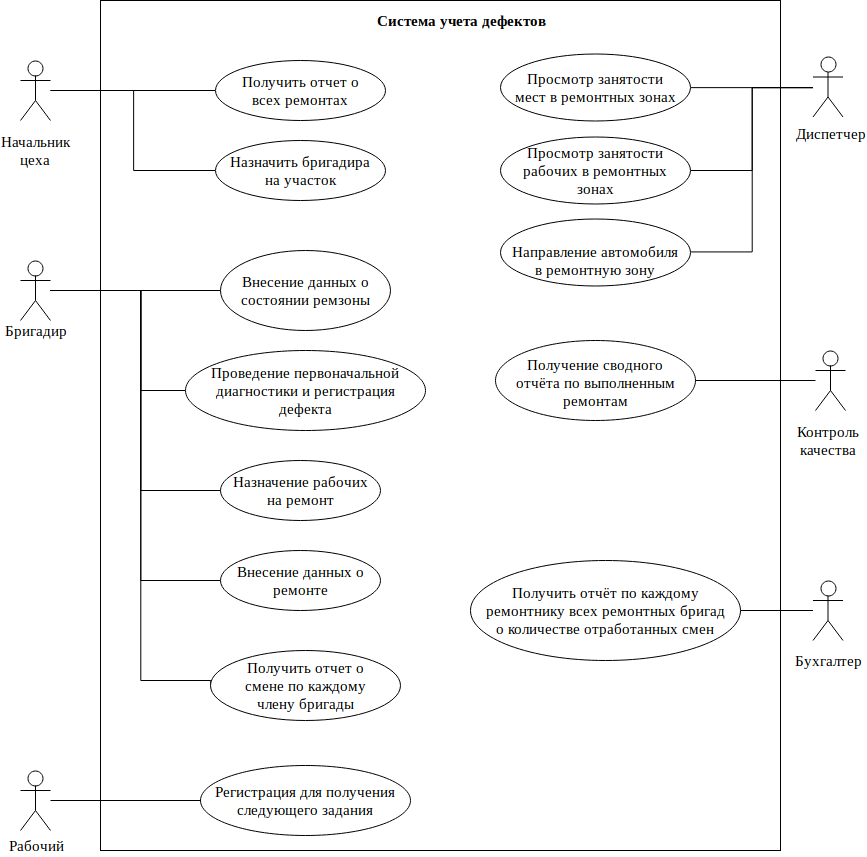 Система учета дефектов
Начальник
цеха
Получить отчет о
всех ремонтах
Назначить бригадира
на участок
Просмотр занятости
мест в ремонтных зонах
Просмотр занятости
рабочих в ремонтных
зонах
Направление автомобиля
в ремонтную зону
Диспетчер
Бригадир
Внесение данных о
состоянии ремзоны
Проведение первоначальной
диагностики и регистрация
дефекта
Назначение рабочих
на ремонт
Внесение данных о
ремонте
Получить отчет о
смене по каждому
члену бригады
Получение сводного
отчёта по выполненным
ремонтам
Контроль
качества
Получить отчёт по каждому
ремонтнику всех ремонтных бригад
о количестве отработанных смен
Бухгалтер
Рабочий
Регистрация для получения
следующего задания